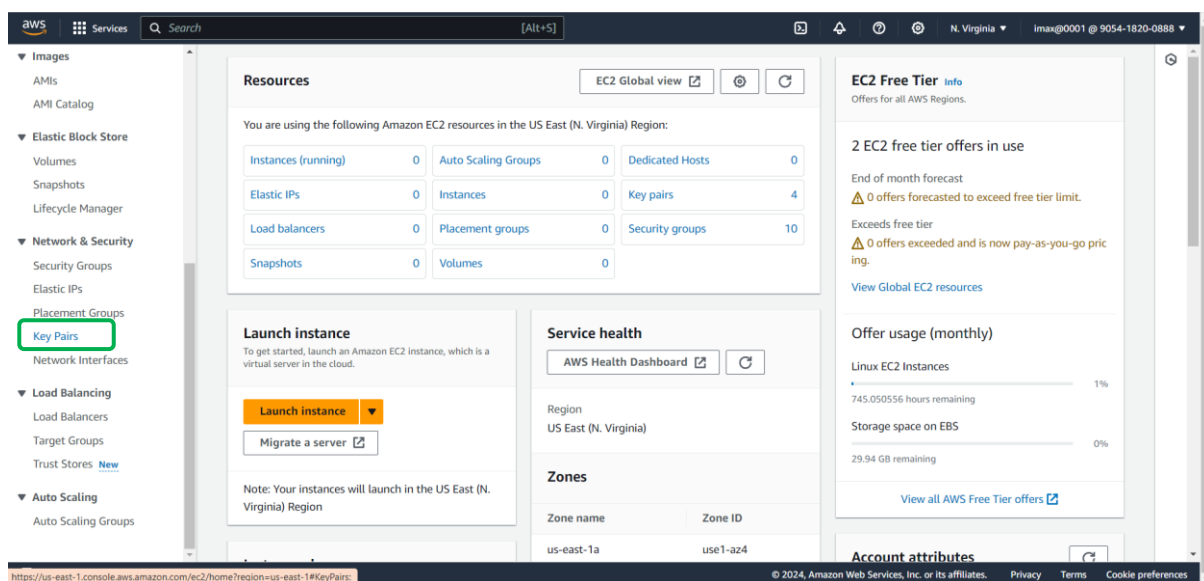 aws
Services
Search
[Alt+S]
N. Virginia
imax@0001 @ 9054-1820-0888
Images
AMIs
AMI Catalog
Elastic Block Store
Volumes
Snapshots
Lifecycle Manager
Network & Security
Security Groups
Elastic IPs
Placement Groups
Key Pairs
Network Interfaces
Load Balancing
Load Balancers
Target Groups
Trust Stores New
Auto Scaling
Auto Scaling Groups
Resources
EC2 Global view
You are using the following Amazon EC2 resources in the US East (N. Virginia) Region:
Instances (running) 0
Auto Scaling Groups 0
Dedicated Hosts 0
Elastic IPs 0
Instances 0
Key pairs 4
Load balancers 0
Placement groups 0
Security groups 10
Snapshots 0
Volumes 0
Launch instance
To get started, launch an Amazon EC2 instance, which is a
virtual server in the cloud.
Launch instance
Migrate a server
Note: Your instances will launch in the US East (N.
Virginia) Region
Service health
AWS Health Dashboard
Region
US East (N. Virginia)
Zones
Zone name Zone ID
us-east-1a use1-az4
EC2 Free Tier Info
Offers for all AWS Regions.
2 EC2 free tier offers in use
End of month forecast
0 offers forecasted to exceed free tier limit.
Exceeds free tier
0 offers exceeded and is now pay-as-you-go pric
ing.
View Global EC2 resources
Offer usage (monthly)
Linux EC2 Instances
1%
745.050556 hours remaining
Storage space on EBS
0%
29.94 GB remaining
View all AWS Free Tier offers
Account attributes
https://us-east-1.console.aws.amazon.com/ec2/home?region=us-east-1#KeyPairs:
© 2024, Amazon Web Services, Inc. or its affiliates.
Privacy
Terms
Cookie preferences